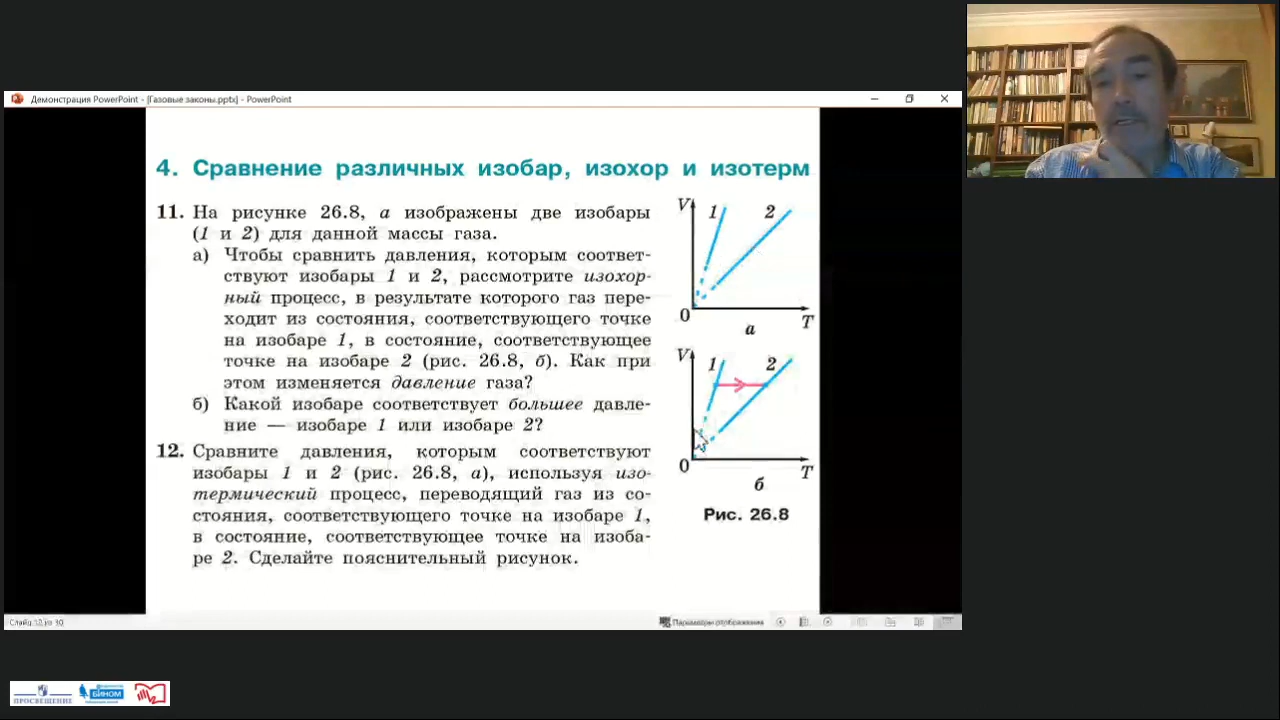 Демонстрация PowerPoint - [Газовые законы.pptx] - PowerPoint
4. Сравнение различных изобар, изохор и изотерм
11. На рисунке 26.8, а изображены две изобары
(1 и 2) для данной массы газа.
а) Чтобы сравнить давления, которым соответ-
ствуют изобары 1 и 2, рассмотрите изохор-
ный процесс, в результате которого газ пере-
ходит из состояния, соответствующего точке
на изобаре 1, в состояние, соответствующее
точке на изобаре 2 (рис. 26.8, б). Как при
этом изменяется давление газа?
б) Какой изобаре соответствует большее давле-
ние — изобаре 1 или изобаре 2?
12. Сравните давления, которым соответствуют
изобары 1 и 2 (рис. 26.8, а), используя изо-
термический процесс, переводящий газ из со-
стояния, соответствующего точке на изобаре 1,
в состояние, соответствующее точке на изоба-
ре 2. Сделайте пояснительный рисунок.
V 1 2
0 T
а
V 1 2
0 T
б
Рис. 26.8
Параметры отображения
ПРОСВЕЩЕНИЕ
БИНОМ